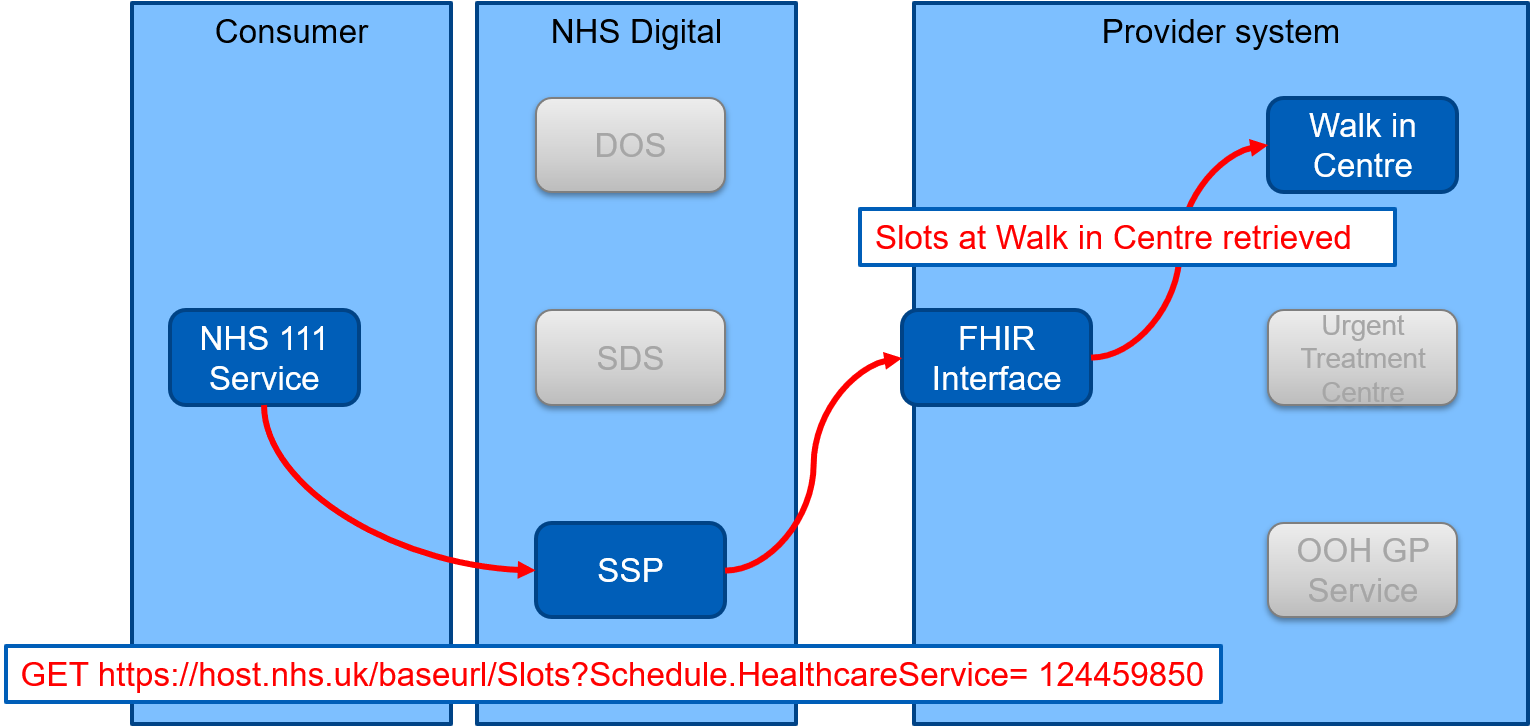 Consumer
NHS Digital
Provider system
DOS
Walk in
Centre
Slots at Walk in Centre retrieved
NHS 111
Service
SDS
FHIR
Interface
Urgent
Treatment
Centre
SSP
OOH GP
Service
GET https://host.nhs.uk/baseurl/Slots?Schedule.HealthcareService= 124459850